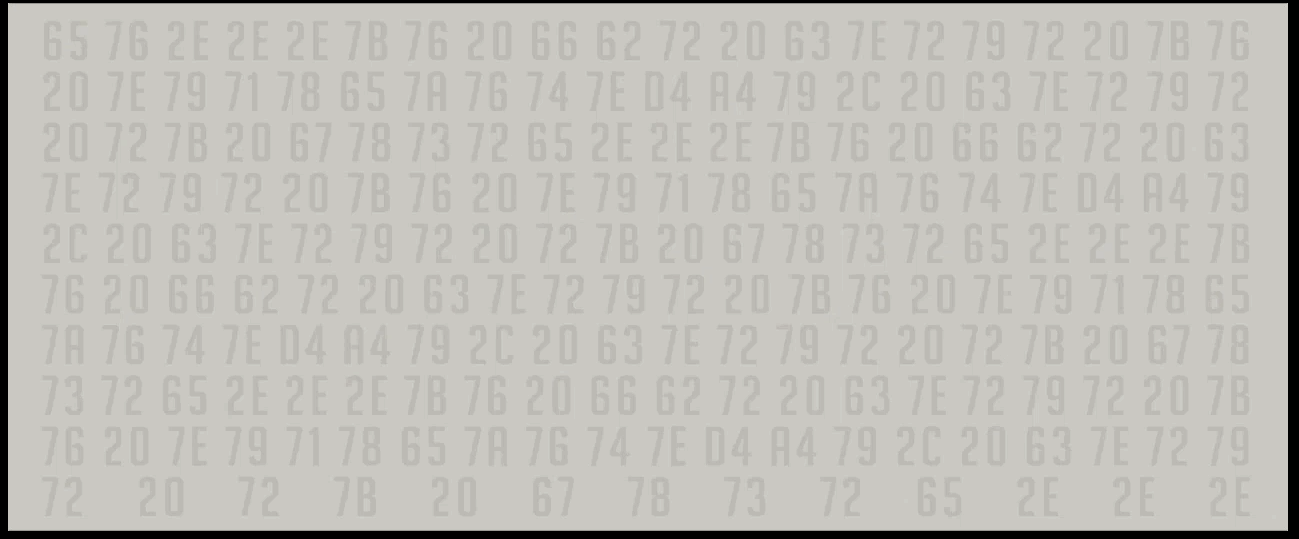 65 76 2E 2E 2E 7B 76 20 66 62 72 20 63 7E 72 79 72 20 7B 76
20 7E 79 71 78 65 7A 76 74 7E D4 A4 79 2C 20 63 7E 72 79 72
20 72 7B 20 67 78 73 72 65 2E 2E 2E 7B 76 20 66 62 72 20 63
7E 72 79 72 20 7B 76 20 7E 79 71 78 65 7A 76 74 7E D4 A4 79
2C 20 63 7E 72 79 72 20 72 7B 20 67 78 73 72 65 2E 2E 2E 7B
76 20 66 62 72 20 63 7E 72 79 72 20 7B 76 20 7E 79 71 78 65
7A 76 74 7E D4 A4 79 2C 20 63 7E 72 79 72 20 72 7B 20 67 78
73 72 65 2E 2E 2E 7B 76 20 66 62 72 20 63 7E 72 79 72 20 7B
76 20 7E 79 71 78 65 7A 76 74 7E D4 A4 79 2C 20 63 7E 72 79
72 20 72 7B 20 67 78 73 72 65 2E 2E 2E